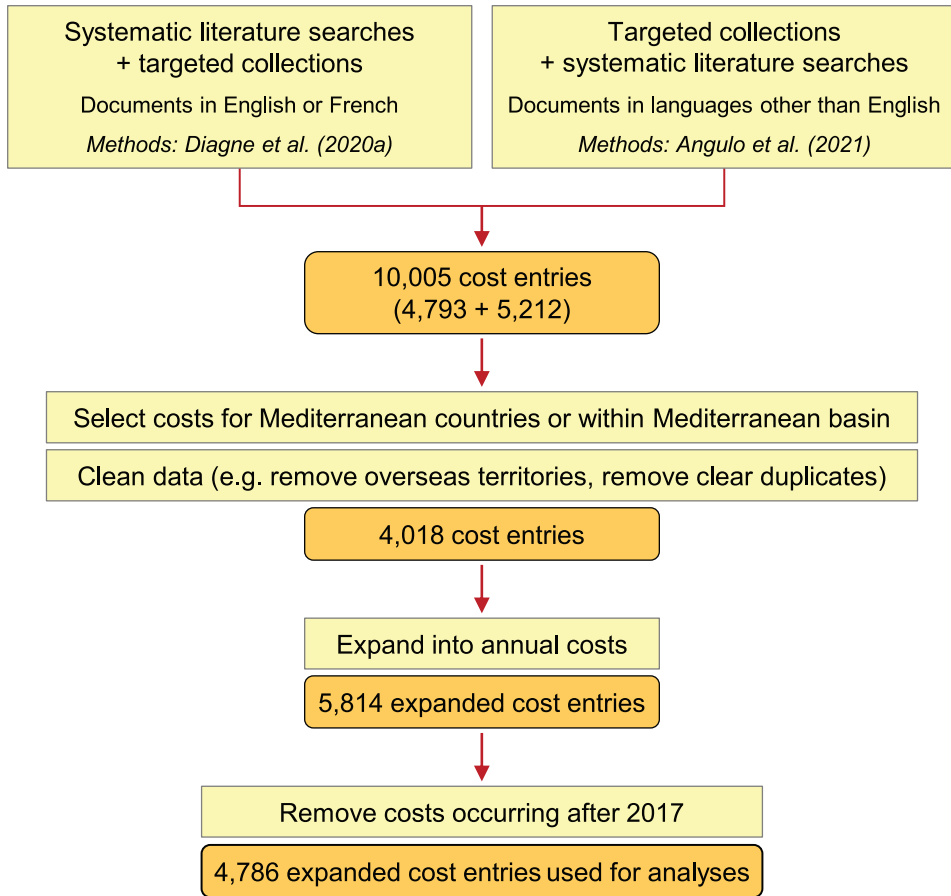 Systematic literature searches
+ targeted collections
Documents in English or French
Methods: Diagne et al. (2020a)
Targeted collections
+ systematic literature searches
Documents in languages other than English
Methods: Angulo et al. (2021)
10,005 cost entries
(4,793 + 5,212)
Select costs for Mediterranean countries or within Mediterranean basin
Clean data (e.g. remove overseas territories, remove clear duplicates)
4,018 cost entries
Expand into annual costs
5,814 expanded cost entries
Remove costs occurring after 2017
4,786 expanded cost entries used for analyses